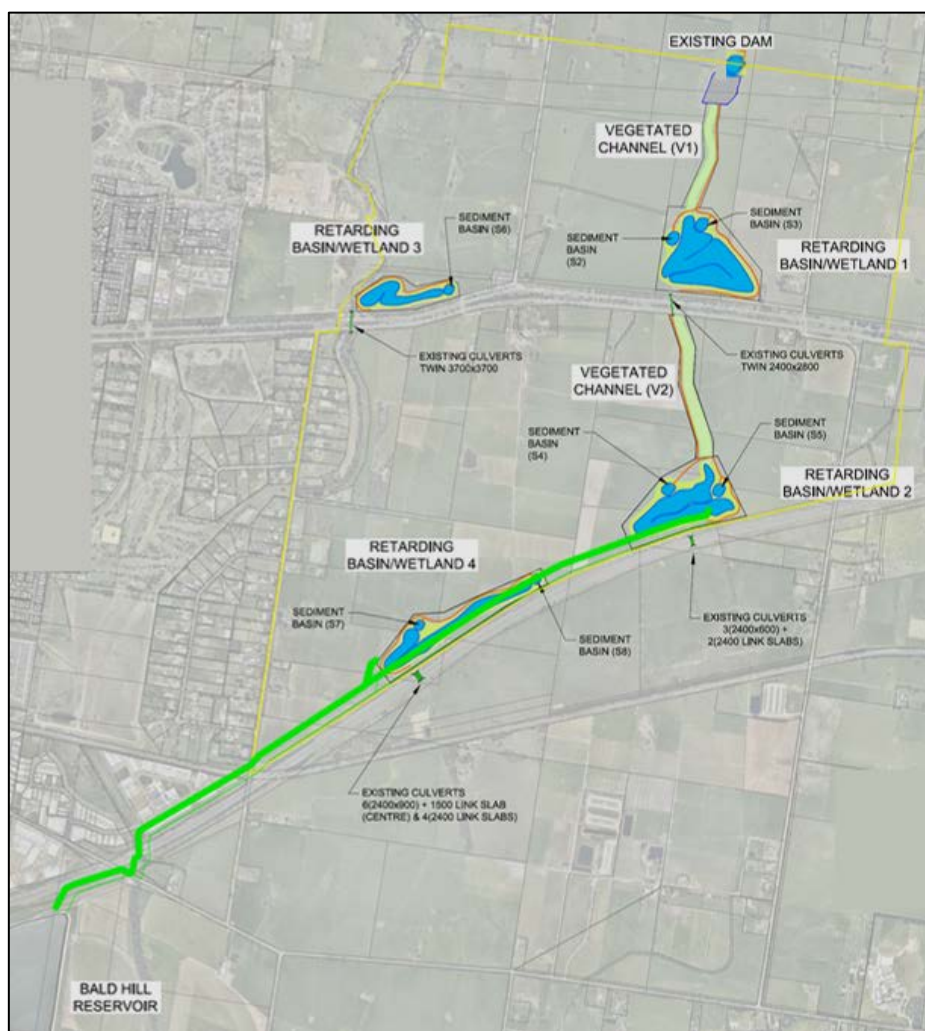 EXISTING DAM
VEGETATED
CHANNEL (V1)
SEDIMENT
BASIN (S3)
SEDIMENT
BASIN (S6)
RETARDING
BASIN/WETLAND 3
SEDIMENT
BASIN
(S2)
RETARDING
BASIN/WETLAND 1
EXISTING CULVERTS
TWIN 3700x3700
EXISTING CULVERTS
TWIN 2400x2800
VEGETATED
CHANNEL (V2)
SEDIMENT
BASIN
(S4)
SEDIMENT
BASIN (S5)
RETARDING
BASIN/WETLAND 2
RETARDING
BASIN/WETLAND 4
SEDIMENT
BASIN (S7)
SEDIMENT
BASIN (S8)
EXISTING CULVERTS
3(2400x600) +
2(2400 LINK SLABS)
EXISTING CULVERTS
6(2400x900) + 1500 LINK SLAB
(CENTRE) & 4(2400 LINK SLABS)
BALD HILL
RESERVOIR